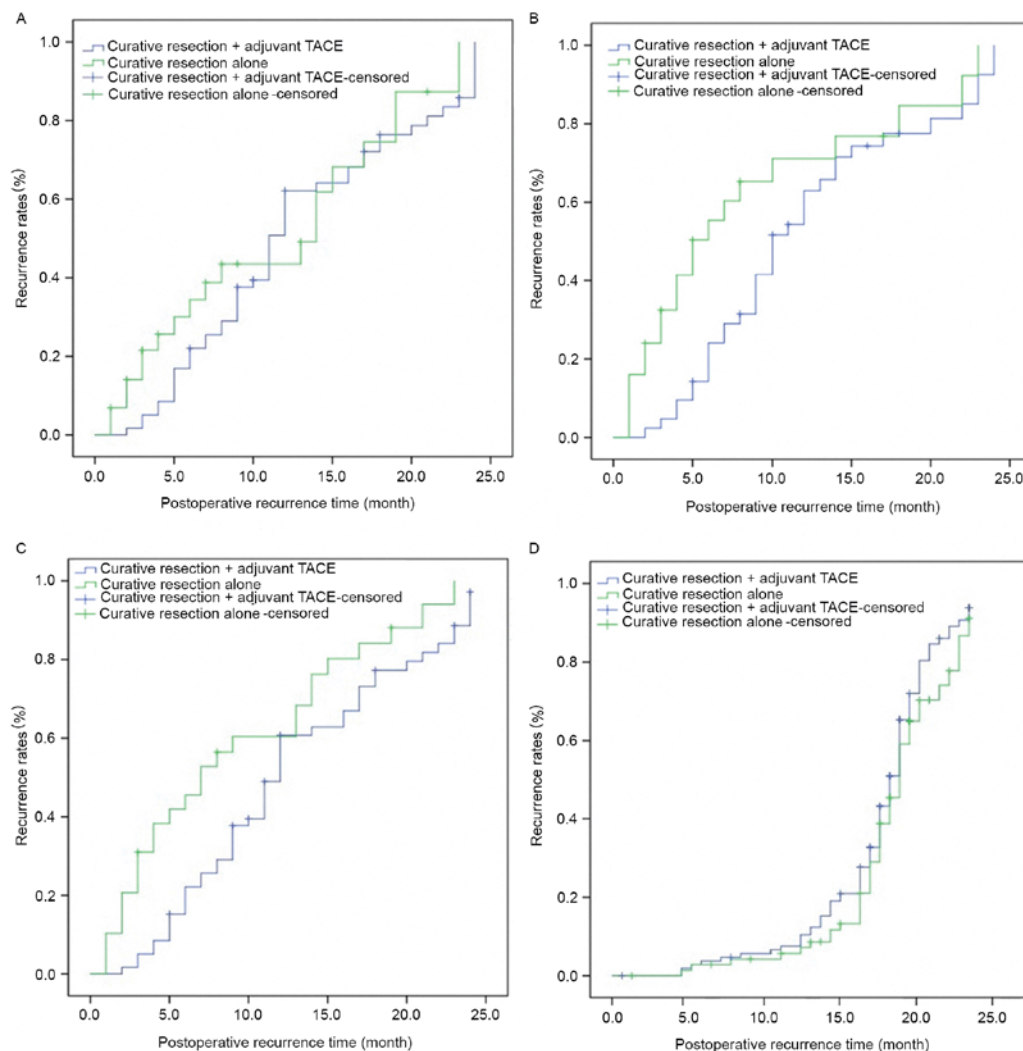 A
Curative resection + adjuvant TACE
Curative resection alone
Curative resection + adjuvant TACE-censored
Curative resection alone -censored
Recurrence rates (%)
1.0
0.8
0.6
0.4
0.2
0.0
0.0 5.0 10.0 15.0 20.0 25.0
Postoperative recurrence time (month)
B
Curative resection + adjuvant TACE
Curative resection alone
Curative resection + adjuvant TACE-censored
Curative resection alone -censored
Recurrence rates (%)
1.0
0.8
0.6
0.4
0.2
0.0
0.0 5.0 10.0 15.0 20.0 25.0
Postoperative recurrence time (month)
C
Curative resection + adjuvant TACE
Curative resection alone
Curative resection + adjuvant TACE-censored
Curative resection alone -censored
Recurrence rates (%)
1.0
0.8
0.6
0.4
0.2
0.0
0.0 5.0 10.0 15.0 20.0 25.0
Postoperative recurrence time (month)
D
Curative resection + adjuvant TACE
Curative resection alone
Curative resection + adjuvant TACE-censored
Curative resection alone -censored
Recurrence rates (%)
1.0
0.8
0.6
0.4
0.2
0.0
0.0 5.0 10.0 15.0 20.0 25.0
Postoperative recurrence time (month)